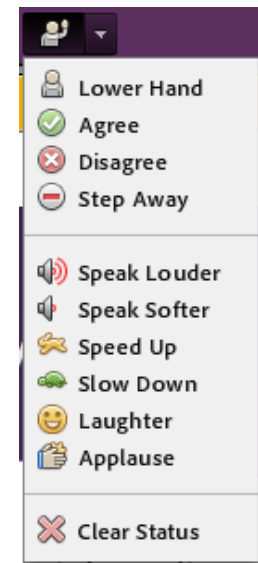 Lower Hand
Agree
Disagree
Step Away
Speak Louder
Speak Softer
Speed Up
Slow Down
Laughter
Applause
Clear Status